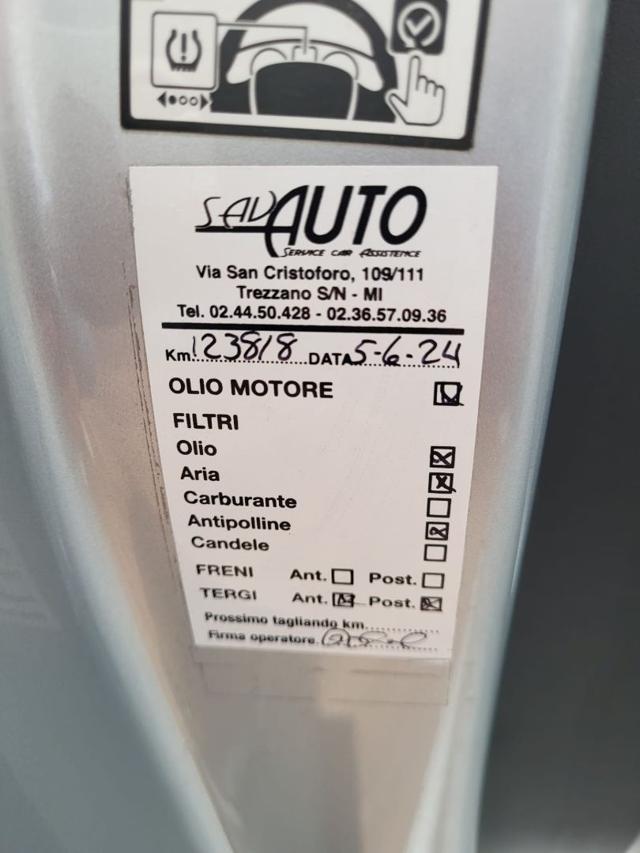 SAV AUTO
SERVICE CAR ASSISTENCE
Via San Cristoforo, 109/111
Trezzano S/N - MI
Tel. 02.44.50.428 - 02.36.57.09.36
Km 123818 DATA 5-6-24
OLIO MOTORE
FILTRI
Olio
Aria
Carburante
Antipolline
Candele
FRENI Ant. Post.
TERGI Ant. Post.
Prossimo tagliando km
Firma operatore